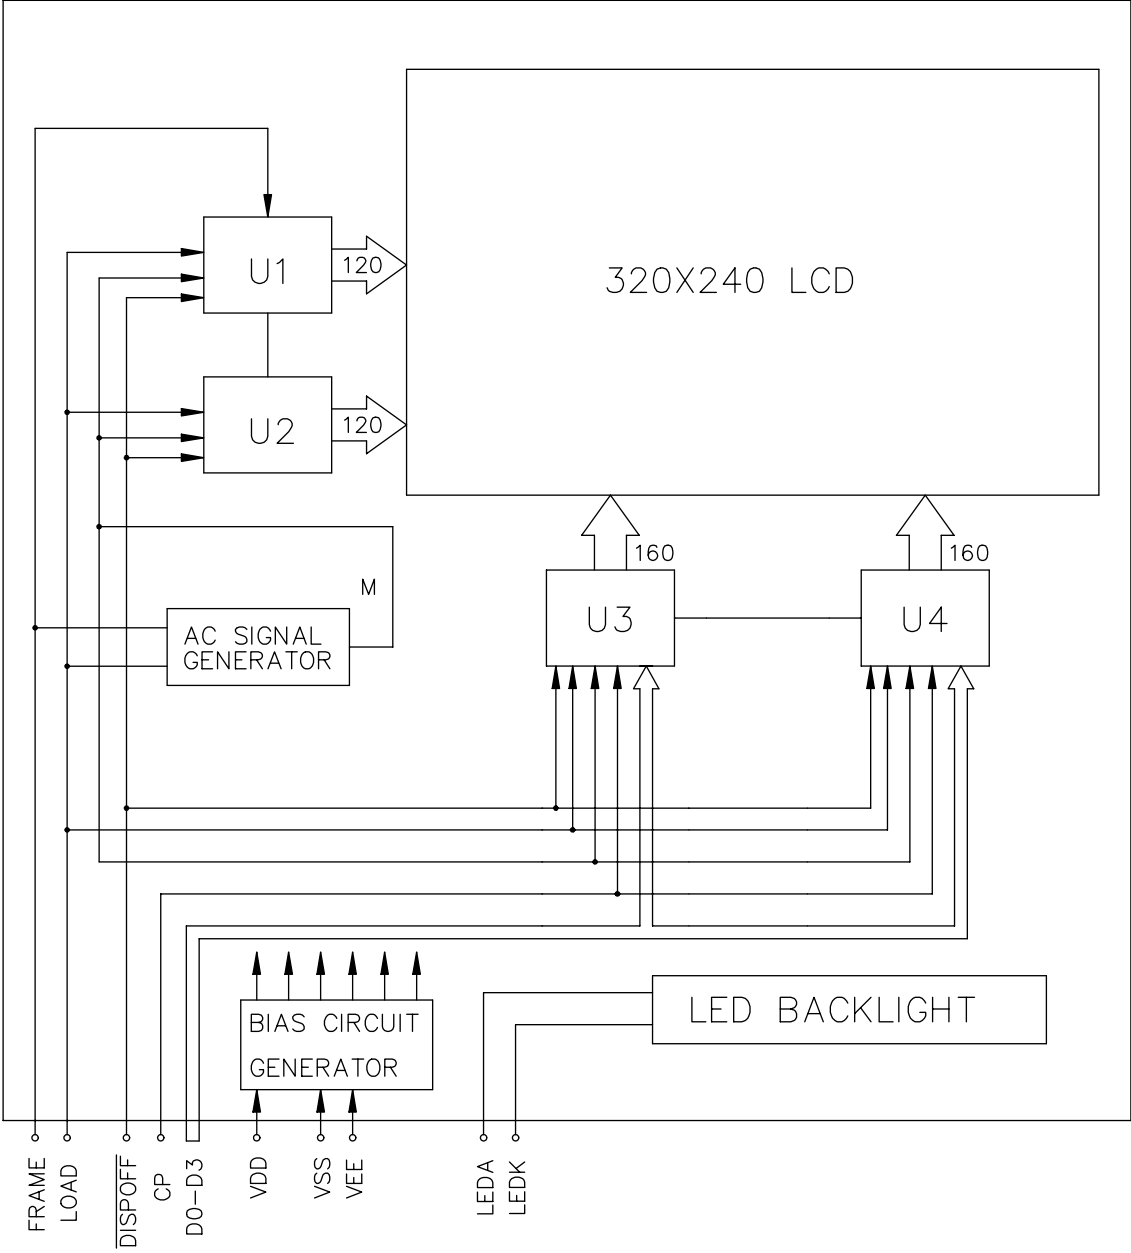 U1
120
320X240 LCD
U2
120
160
160
M
U3
U4
AC SIGNAL
GENERATOR
LED BACKLIGHT
BIAS CIRCUIT
GENERATOR
FRAME
LOAD
DISPOFF
CP
D0-D3
VDD
VSS
VEE
LEDA
LEDK